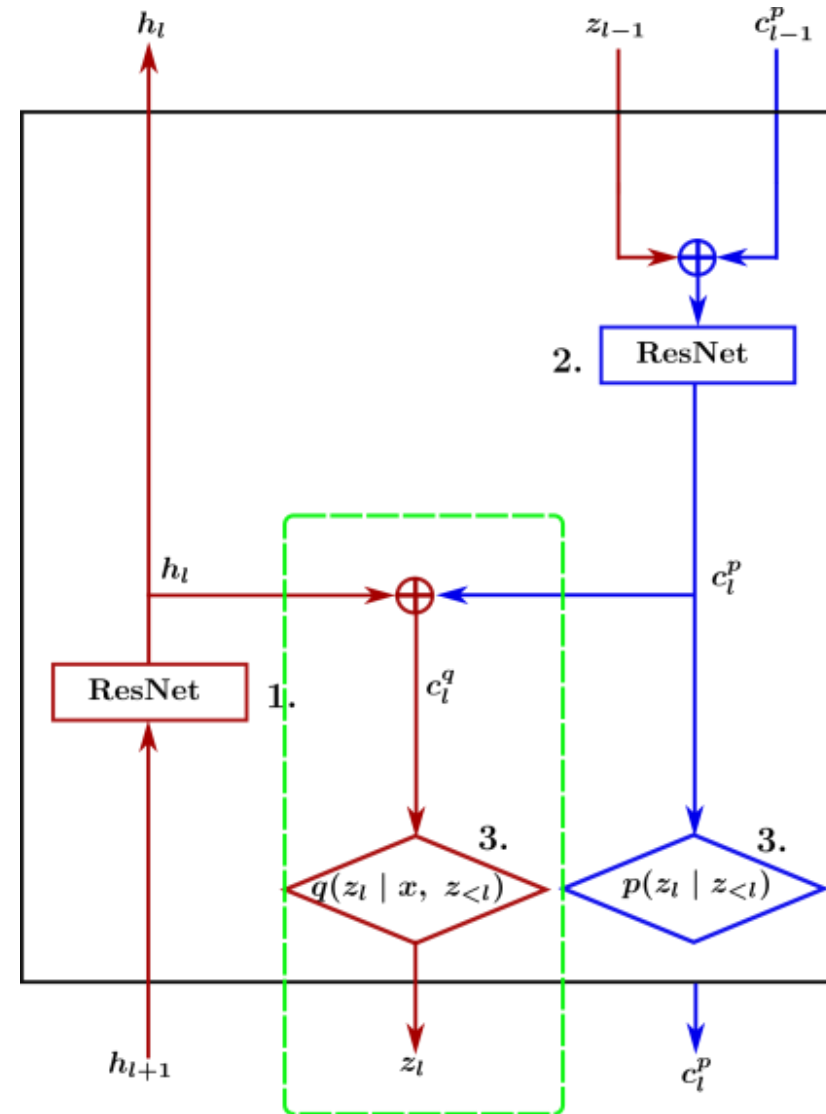 h_l z_{l-1} c^p_{l-1}
2. ResNet
h_l c^p_l
ResNet 1. c^q_l
3. 3.
q(z_l | x, z_{<l}) p(z_l | z_{<l})
h_{l+1} z_l c^p_l